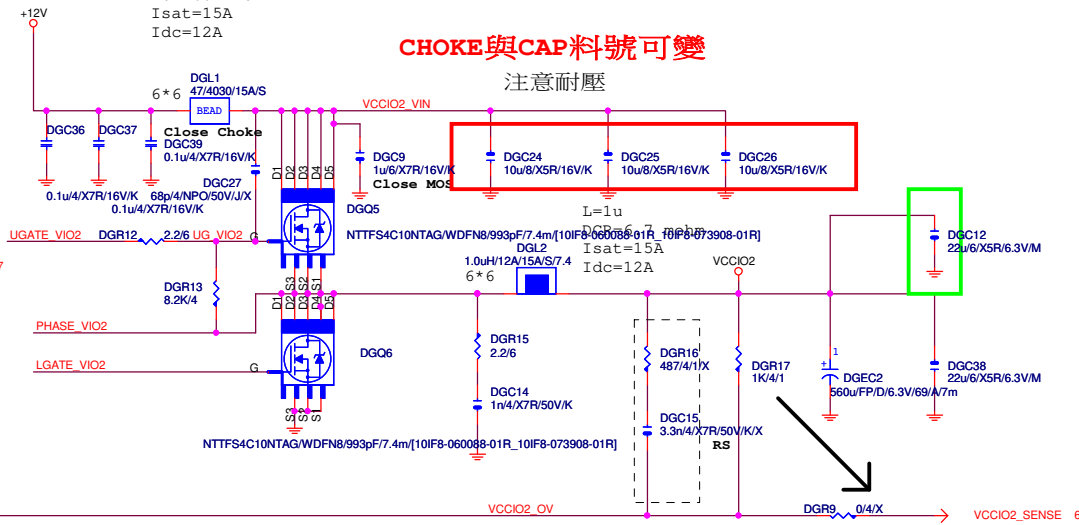 Isat=15A
+12V
Idc=12A
CHOKE與CAP料號可變
注意耐壓
DGL1
47/4030/15A/S
6*6
BEAD
VCCIO2_VIN
DGC36
DGC37
Close Choke
DGC39
0.1u/4/X7R/16V/K
DGC9
1u/6/X7R/16V/K
Close MOS
DGC24
10u/8/X5R/16V/K
DGC25
10u/8/X5R/16V/K
DGC26
10u/8/X5R/16V/K
D1
D2
D3
D4
D5
DGC27
0.1u/4/X7R/16V/K
68p/4/NPO/50V/J/X
0.1u/4/X7R/16V/K
DGQ5
L=1u
DCR=6.7 mohm
UGATE_VIO2
DGR12
2.2/6
UG_VIO2
G
NTTFS4C10NTAG/WDFN8/993pF/7.4m/[10IF8-060088-01R_10IF8-073908-01R]
DGL2
Isat=15A
1.0uH/12A/15A/S/7.4
Idc=12A
6*6
VCCIO2
DGC12
22u/6/X5R/6.3V/M
7
DGR13
8.2K/4
S3
S2
S1
D1
D2
D3
D4
D5
PHASE_VIO2
DGR15
2.2/6
DGQ6
DGR16
487/4/1/X
DGR17
1K/4/1
1
+
DGEC2
560u/FP/D/6.3V/69/A/7m
DGC38
22u/6/X5R/6.3V/M
LGATE_VIO2
G
DGC14
1n/4/X7R/50V/K
DGC15
3.3n/4/X7R/50V/K/X
RS
S3
S2
S1
NTTFS4C10NTAG/WDFN8/993pF/7.4m/[10IF8-060088-01R_10IF8-073908-01R]
VCCIO2_OV
DGR9
0/4/X
VCCIO2_SENSE
6